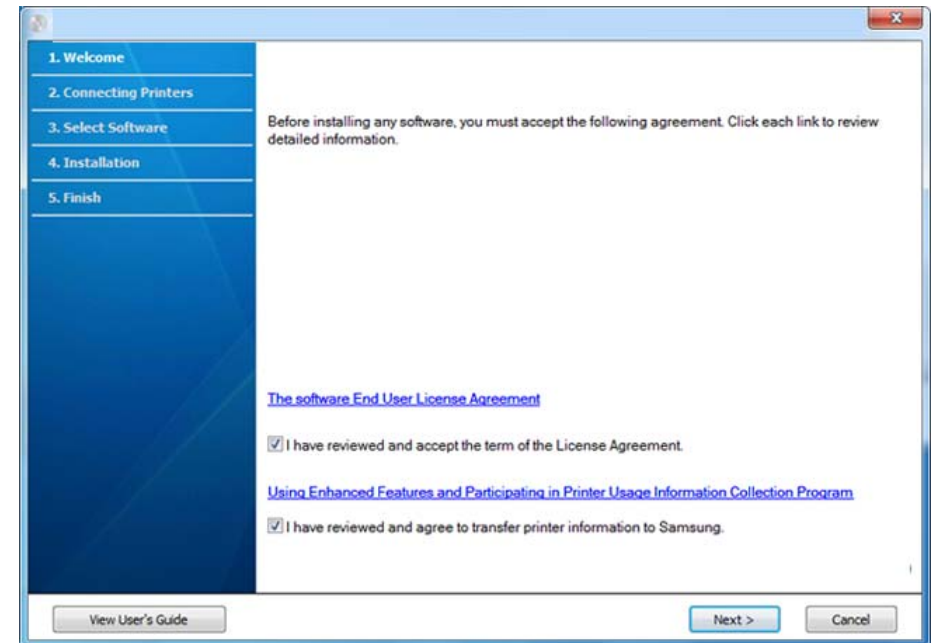 1. Welcome
2. Connecting Printers
3. Select Software
4. Installation
5. Finish
Before installing any software, you must accept the following agreement. Click each link to review
detailed information.
The software End User License Agreement
I have reviewed and accept the term of the License Agreement.
Using Enhanced Features and Participating in Printer Usage Information Collection Program
I have reviewed and agree to transfer printer information to Samsung.
View User's Guide
Next >
Cancel